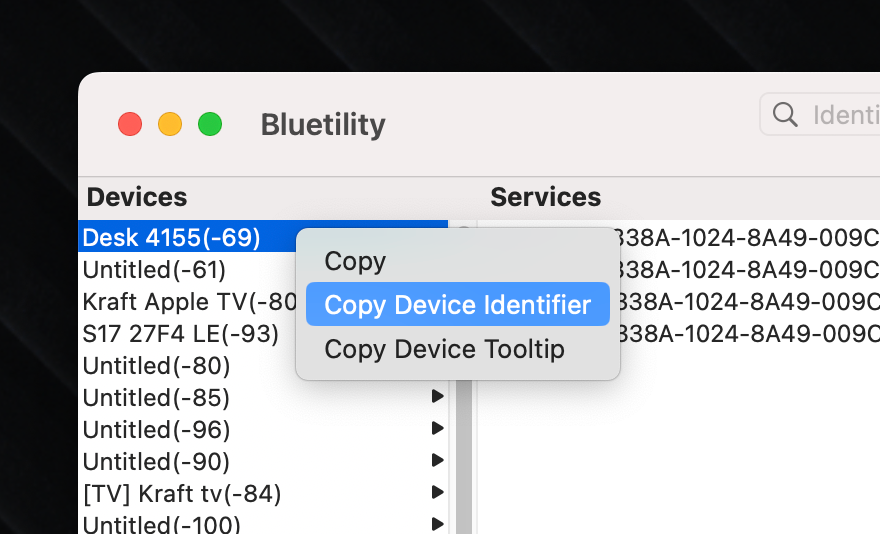 Bluetility
Identi
Devices
Services
Desk 4155(-69)
Untitled(-61)
Kraft Apple TV(-80
S17 27F4 LE(-93)
Untitled(-80)
Untitled(-85)
Untitled(-96)
Untitled(-90)
[TV] Kraft tv(-84)
Untitled(-100)
Copy
Copy Device Identifier
Copy Device Tooltip
338A-1024-8A49-009C
338A-1024-8A49-009C
338A-1024-8A49-009C
338A-1024-8A49-009C